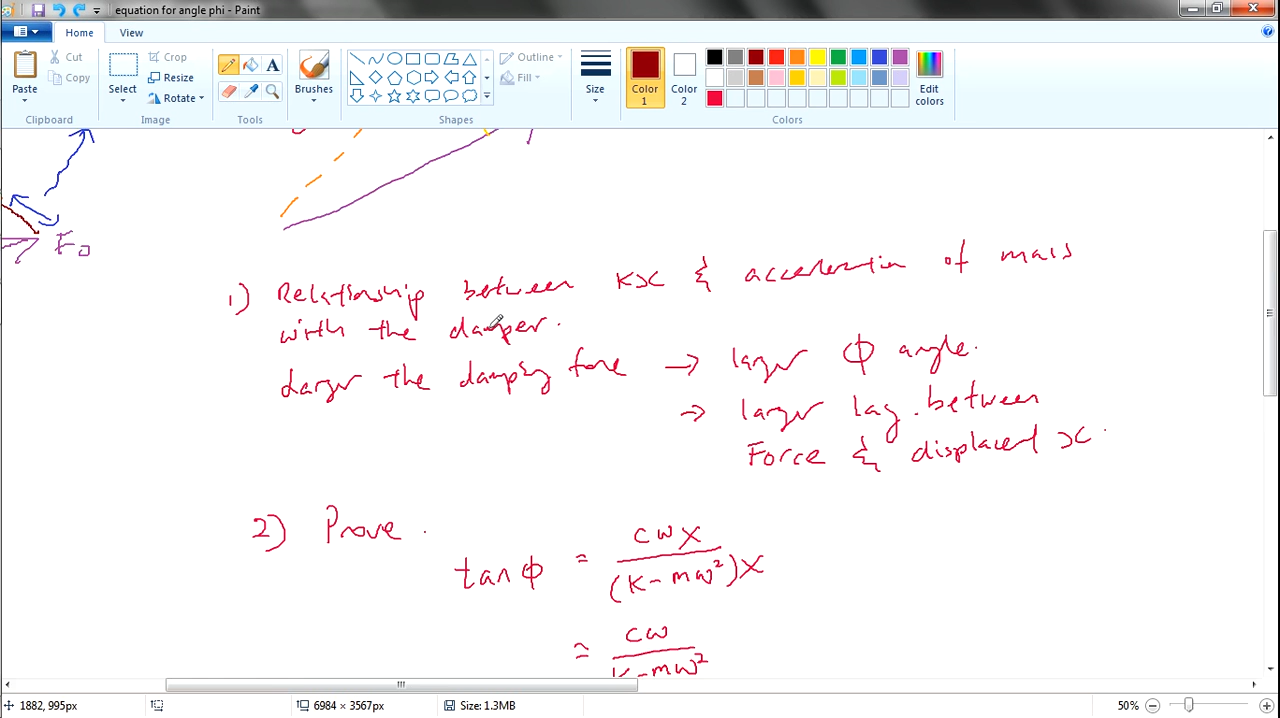 equation for angle phi - Paint
Home View
Paste
Cut
Copy
Clipboard
Select
Crop
Resize
Rotate
Image
A
Tools
Brushes
Outline
Fill
Shapes
Size
Color 1
Color 2
Edit colors
Colors
F0
1) Relationship between Kx & acceleration of mass
with the damper.
Larger the damping force → larger Φ angle.
→ larger lag between
Force & displaced x.
2) Prove.
tan Φ = cωX
(K - mω²)X
= cω
K - mω²
1882, 995px
6984 × 3567px
Size: 1.3MB
50%